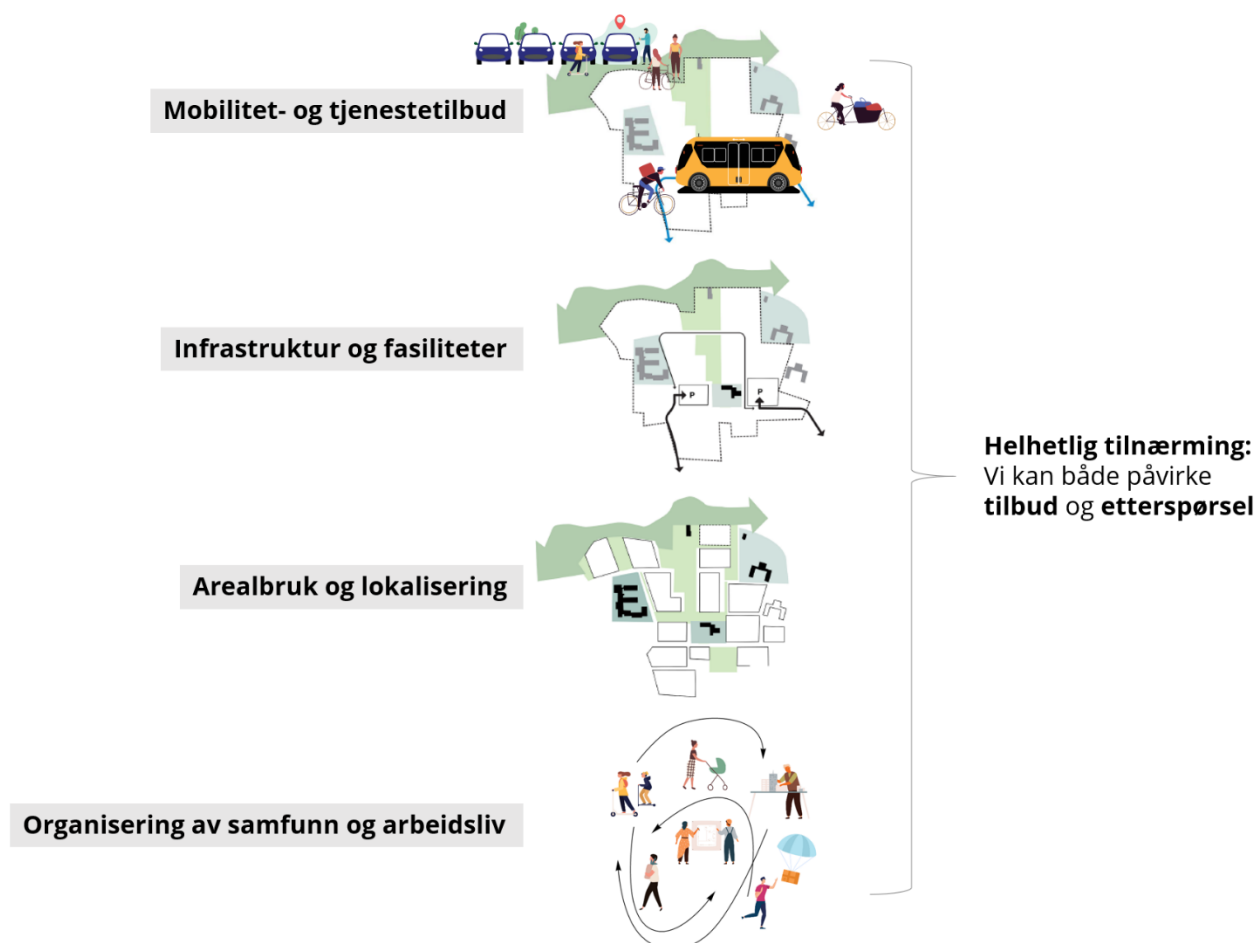 Mobilitet- og tjenestetilbud
Infrastruktur og fasiliteter
P
P
Arealbruk og lokalisering
Organisering av samfunn og arbeidsliv
Helhetlig tilnærming:
Vi kan både påvirke
tilbud og etterspørsel